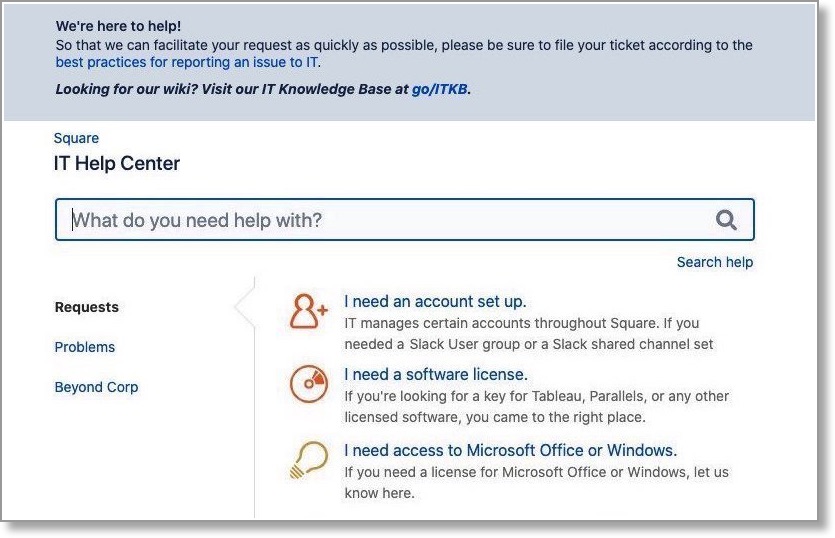 We're here to help!
So that we can facilitate your request as quickly as possible, please be sure to file your ticket according to the
best practices for reporting an issue to IT.
Looking for our wiki? Visit our IT Knowledge Base at go/ITKB.
Square
IT Help Center
What do you need help with?
Search help
Requests
Problems
Beyond Corp
I need an account set up.
IT manages certain accounts throughout Square. If you
needed a Slack User group or a Slack shared channel set
I need a software license.
If you're looking for a key for Tableau, Parallels, or any other
licensed software, you came to the right place.
I need access to Microsoft Office or Windows.
If you need a license for Microsoft Office or Windows, let us
know here.